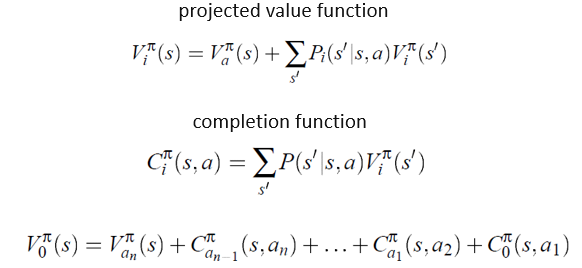 projected value function
V_i^π(s) = V_a^π(s) + ∑_{s'} P_i(s'|s,a)V_i^π(s')
completion function
C_i^π(s,a) = ∑_{s'} P(s'|s,a)V_i^π(s')
V_0^π(s) = V_{a_n}^π(s) + C_{a_{n-1}}^π(s,a_n) + … + C_{a_1}^π(s,a_2) + C_0^π(s,a_1)